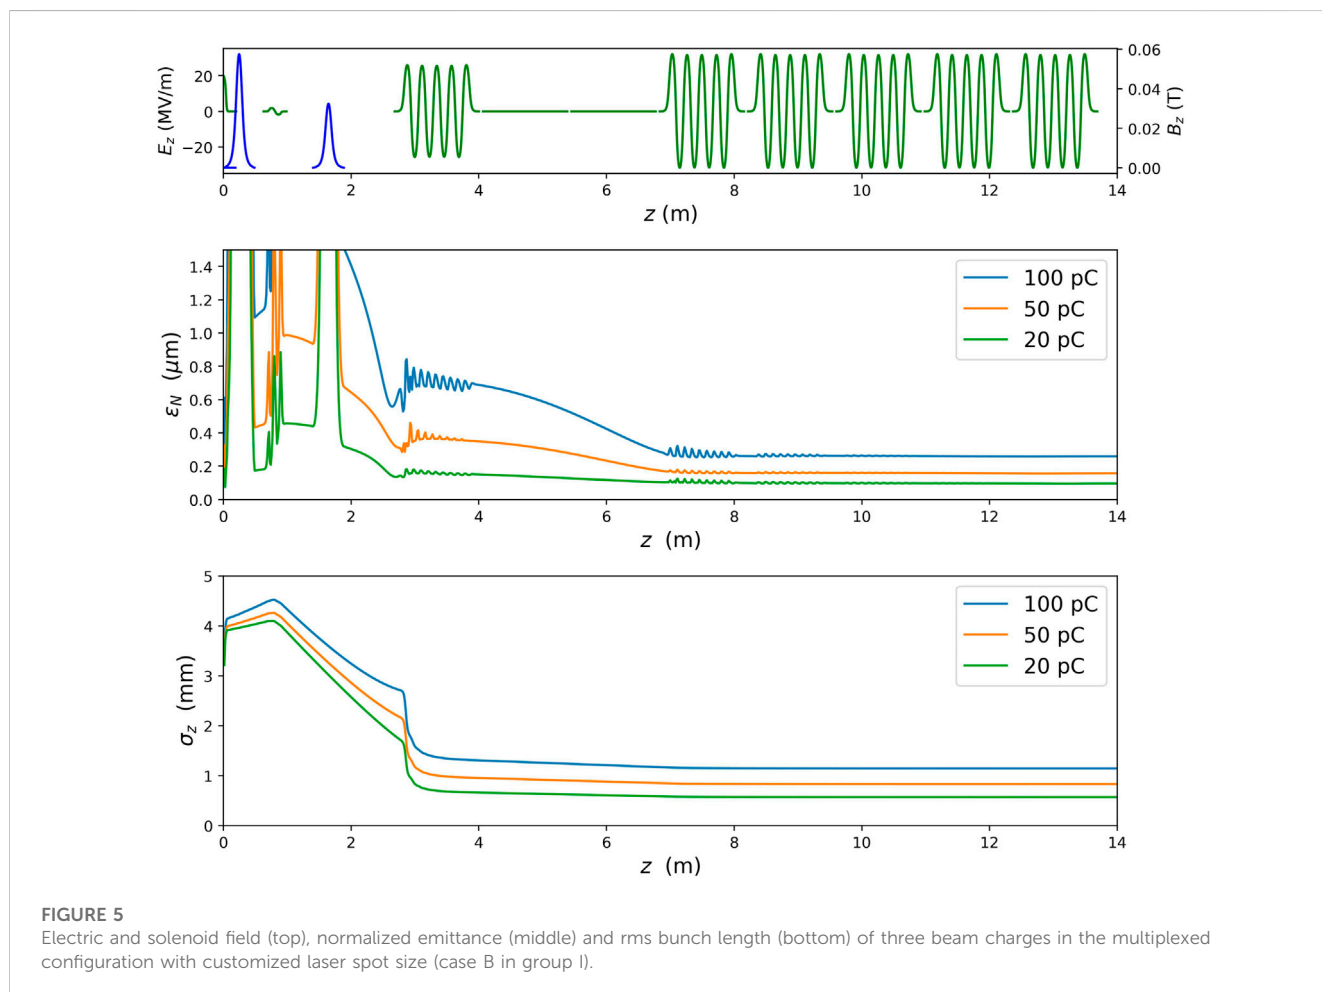 20
0
−20
E_z (MV/m)
0.06
0.04
0.02
0.00
B_z (T)
0 2 4 6 8 10 12 14
z (m)
1.4
1.2
1.0
0.8
0.6
0.4
0.2
0.0
ε_N (μm)
100 pC
50 pC
20 pC
0 2 4 6 8 10 12 14
z (m)
5
4
3
2
1
0
σ_z (mm)
100 pC
50 pC
20 pC
0 2 4 6 8 10 12 14
z (m)
FIGURE 5
Electric and solenoid field (top), normalized emittance (middle) and rms bunch length (bottom) of three beam charges in the multiplexed
configuration with customized laser spot size (case B in group I).